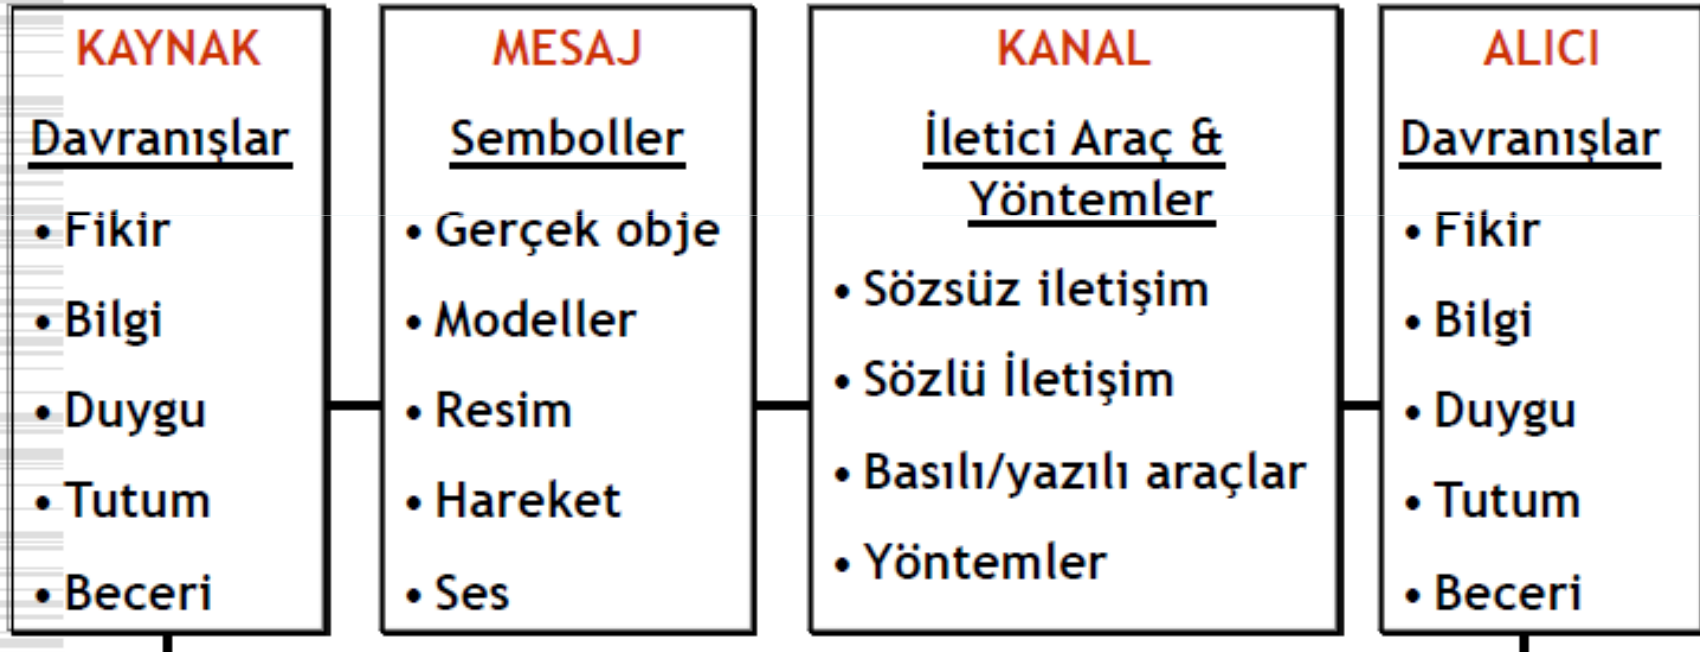 KAYNAK
Davranışlar
• Fikir
• Bilgi
• Duygu
• Tutum
• Beceri
MESAJ
Semboller
• Gerçek obje
• Modeller
• Resim
• Hareket
• Ses
KANAL
İletici Araç &
Yöntemler
• Sözsüz iletişim
• Sözlü İletişim
• Basılı/yazılı araçlar
• Yöntemler
ALICI
Davranışlar
• Fikir
• Bilgi
• Duygu
• Tutum
• Beceri